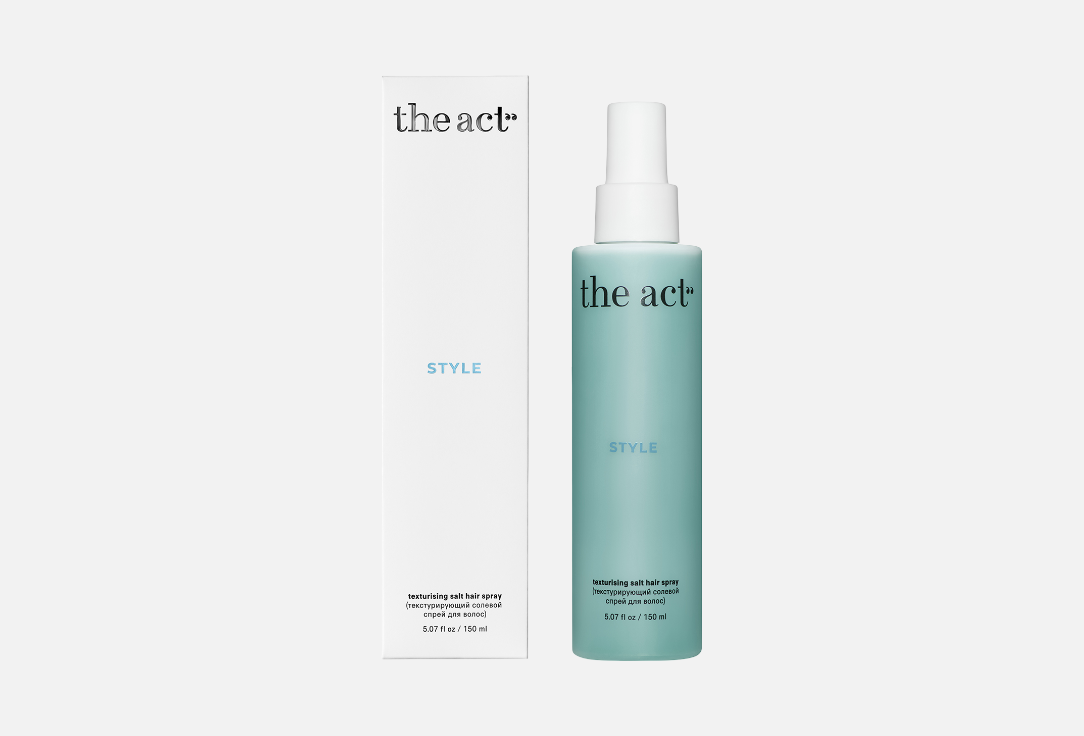 the act”
STYLE
texturising salt hair spray
(текстурирующий солевой
спрей для волос)
5.07 fl oz / 150 ml
the act”
STYLE
texturising salt hair spray
(текстурирующий солевой
спрей для волос)
5.07 fl oz / 150 ml